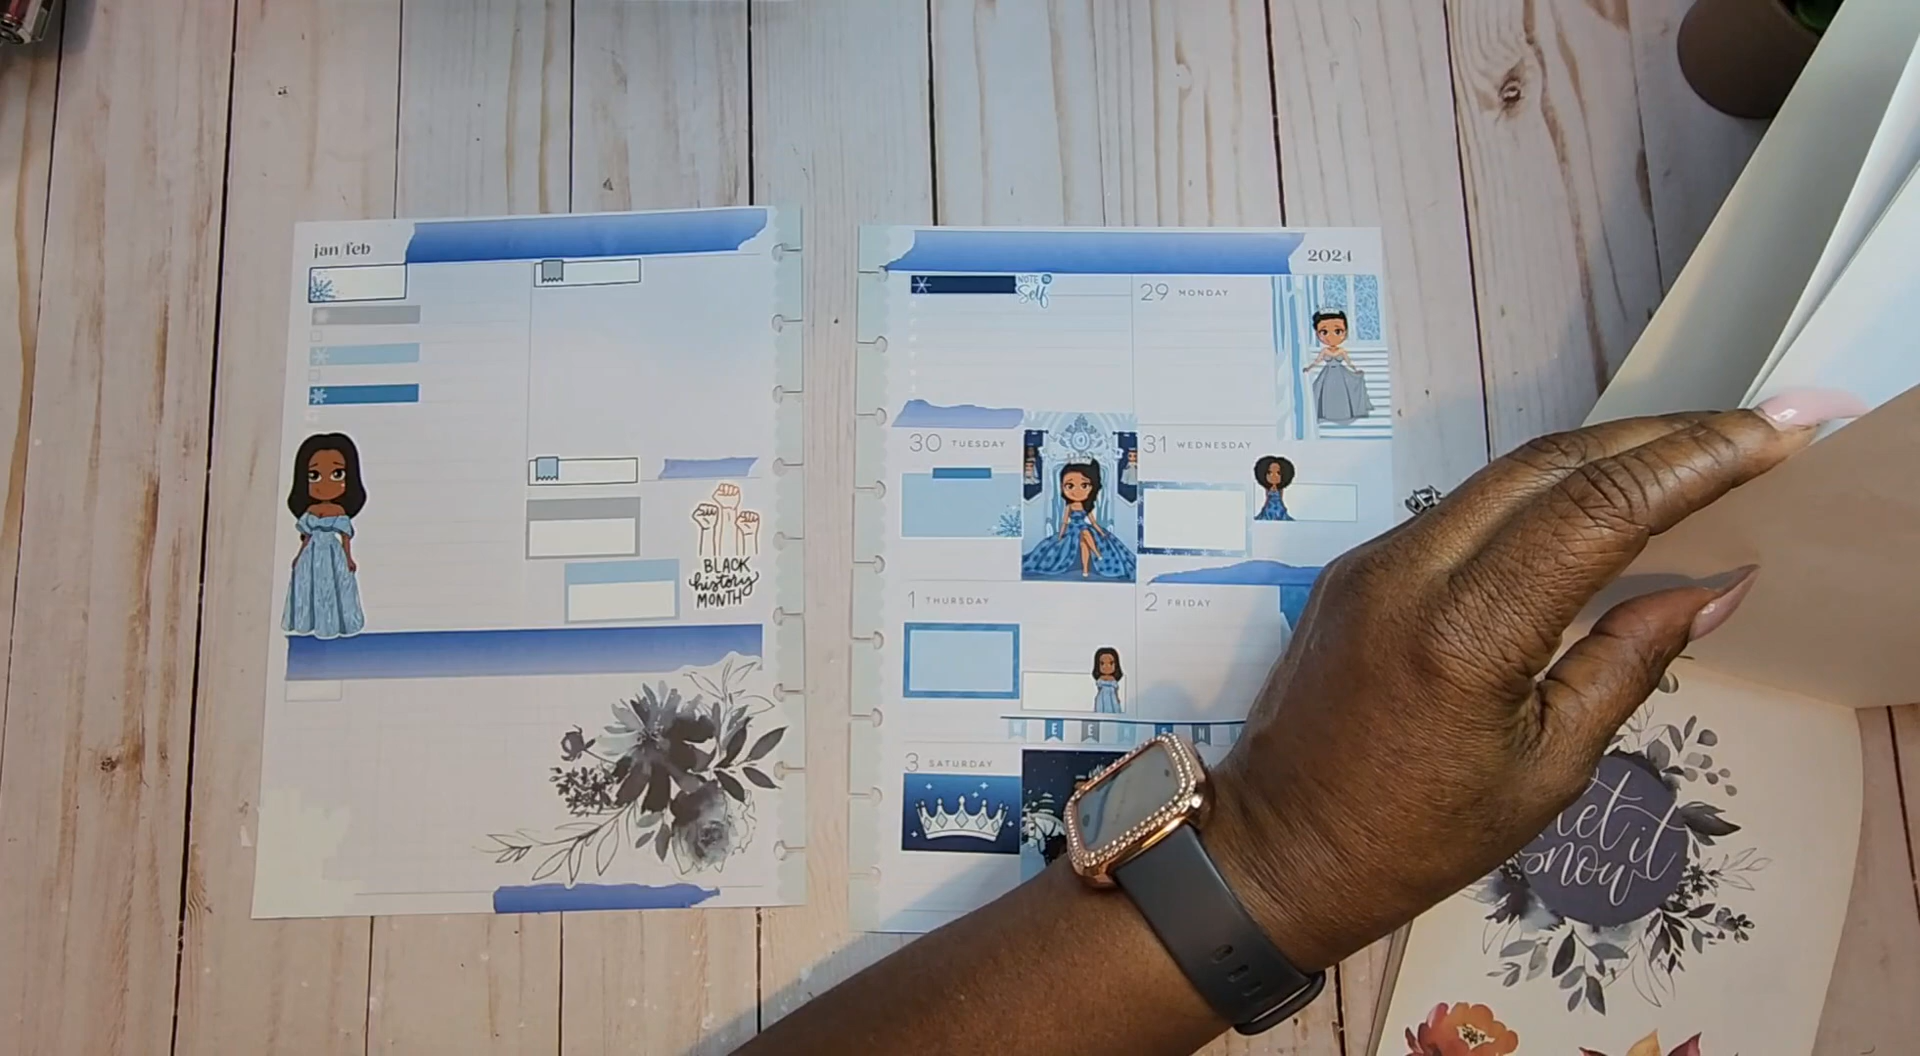 jan/feb
BLACK
history
MONTH
2024
NOTE TO
Self
29 MONDAY
30 TUESDAY
31 WEDNESDAY
1 THURSDAY
2 FRIDAY
3 SATURDAY
let it
snow